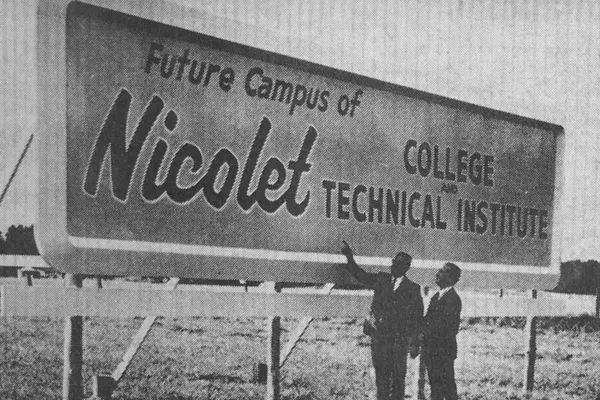 Future Campus of
Nicolet
COLLEGE
AND
TECHNICAL INSTITUTE